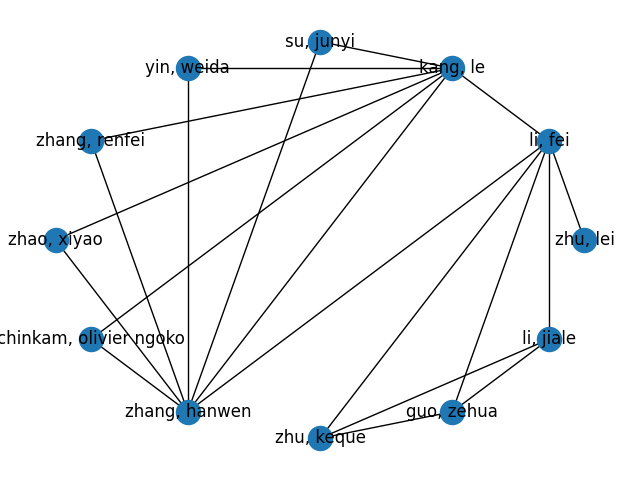 su, junyi
yin, weida
kang, le
zhang, renfei
li, fei
zhao, xiyao
zhu, lei
chinkam, olivier ngoko
li, jiale
zhang, hanwen
guo, zehua
zhu, keque